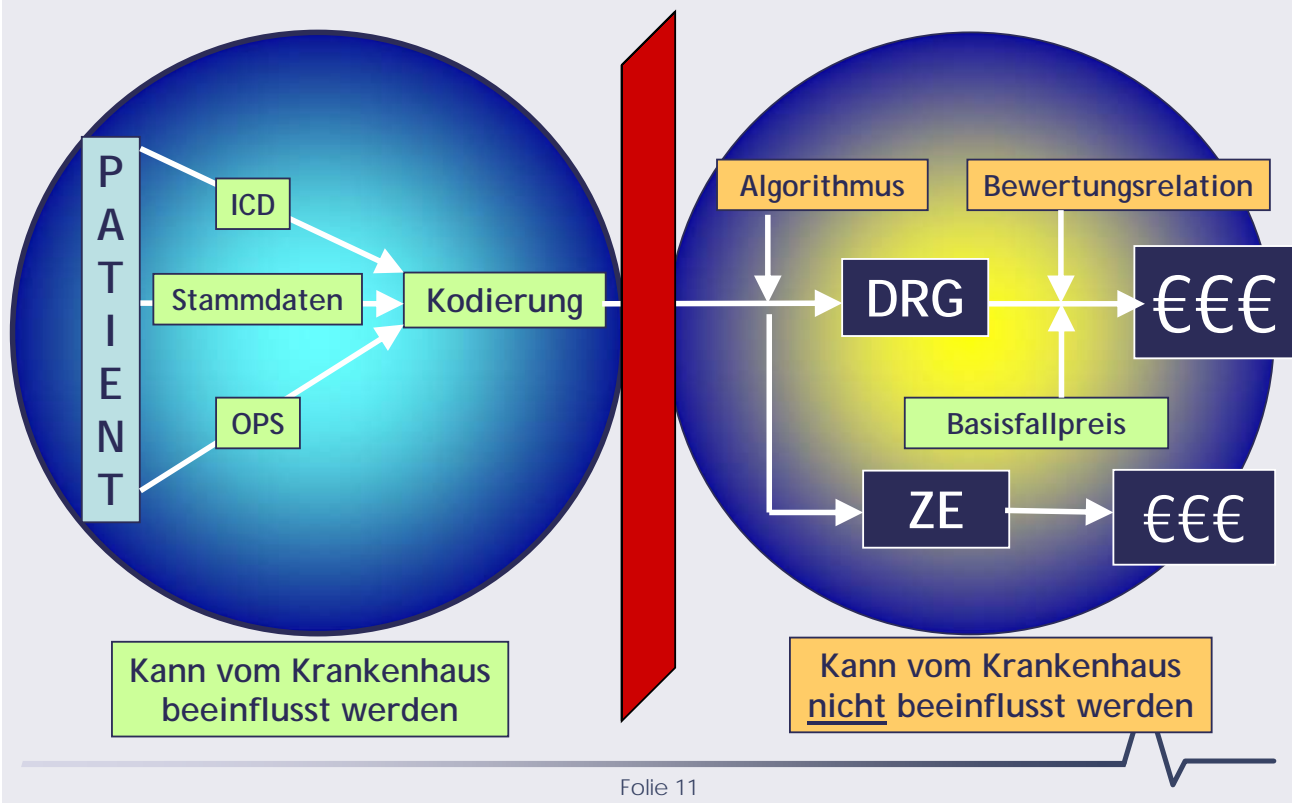 PATIENT
ICD
Stammdaten
OPS
Kodierung
Algorithmus
Bewertungsrelation
DRG
€€€
Basisfallpreis
ZE
€€€
Kann vom Krankenhaus
beeinflusst werden
Kann vom Krankenhaus
nicht beeinflusst werden
Folie 11